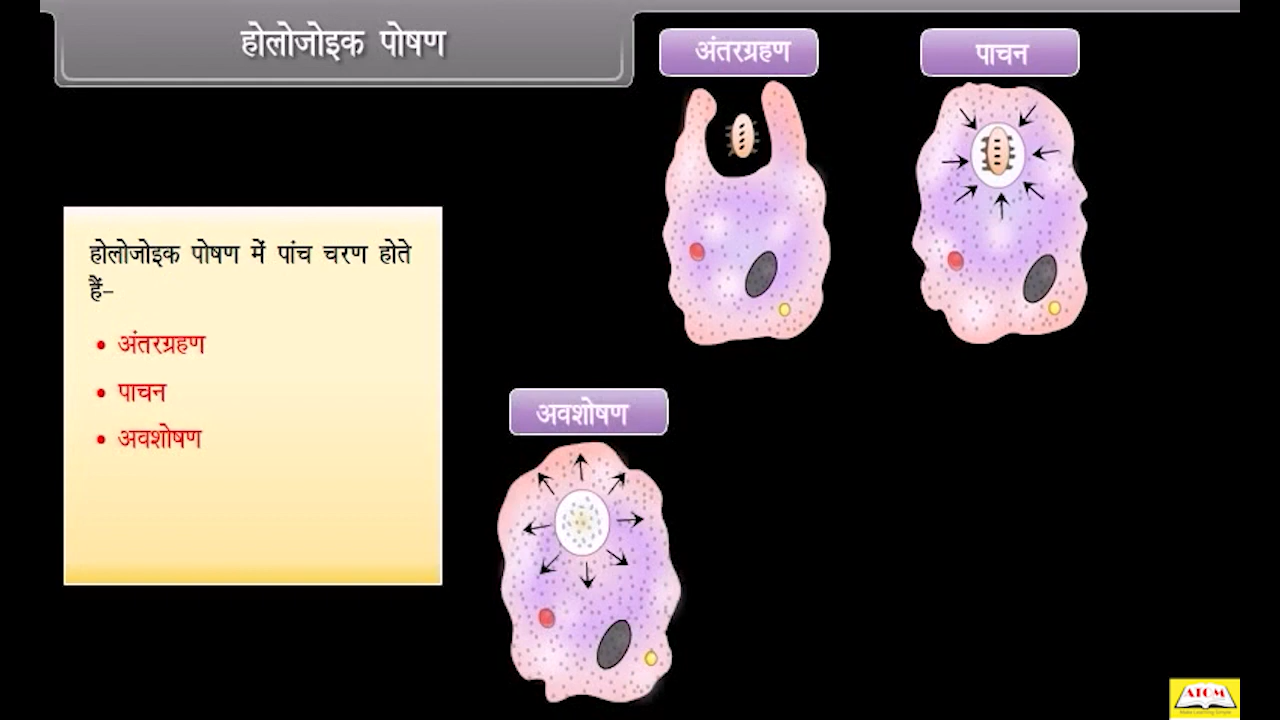 होलोजोइक पोषण
अंतरग्रहण
पाचन
होलोजोइक पोषण में पांच चरण होते
हैं–
• अंतरग्रहण
• पाचन
• अवशोषण
अवशोषण
ATOM